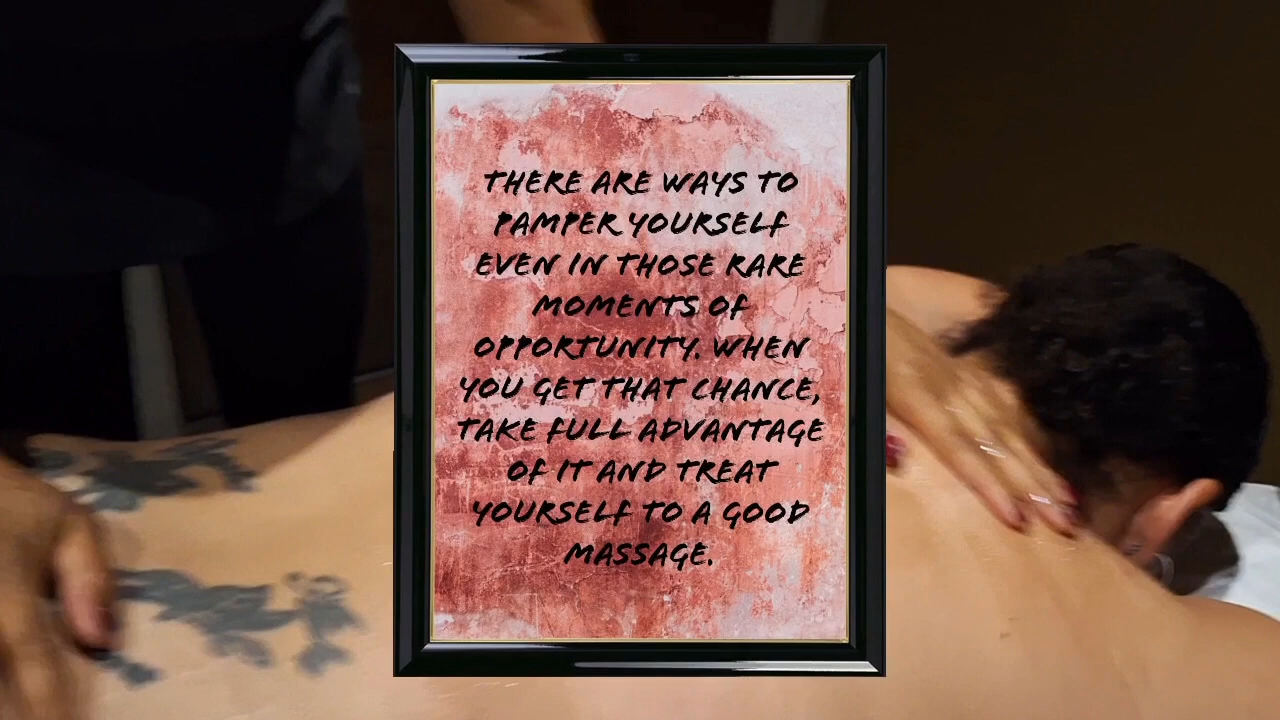 THERE ARE WAYS TO
PAMPER YOURSELF
EVEN IN THOSE RARE
MOMENTS OF
OPPORTUNITY. WHEN
YOU GET THAT CHANCE,
TAKE FULL ADVANTAGE
OF IT AND TREAT
YOURSELF TO A GOOD
MASSAGE.